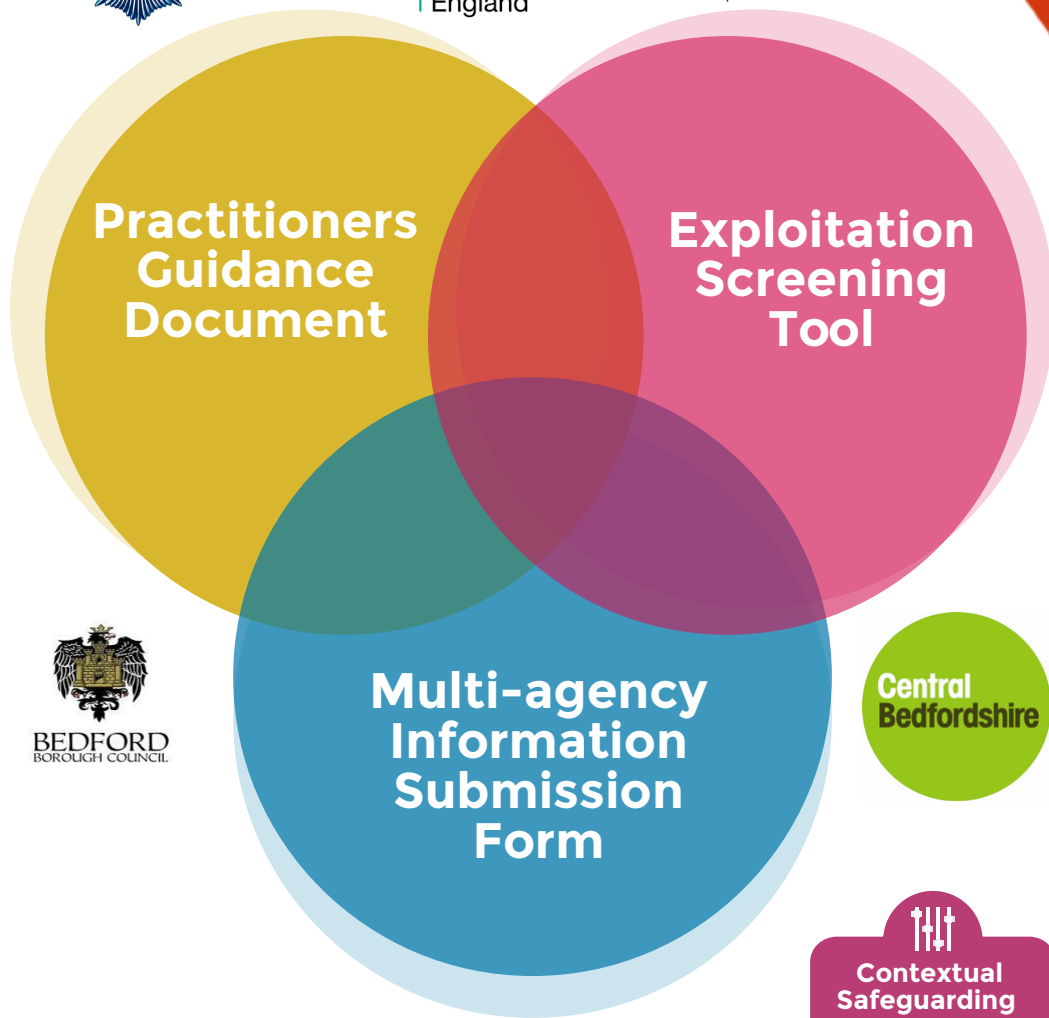 England
Practitioners
Guidance
Document
Exploitation
Screening
Tool
Multi-agency
Information
Submission
Form
BEDFORD
BOROUGH COUNCIL
Central
Bedfordshire
Contextual
Safeguarding